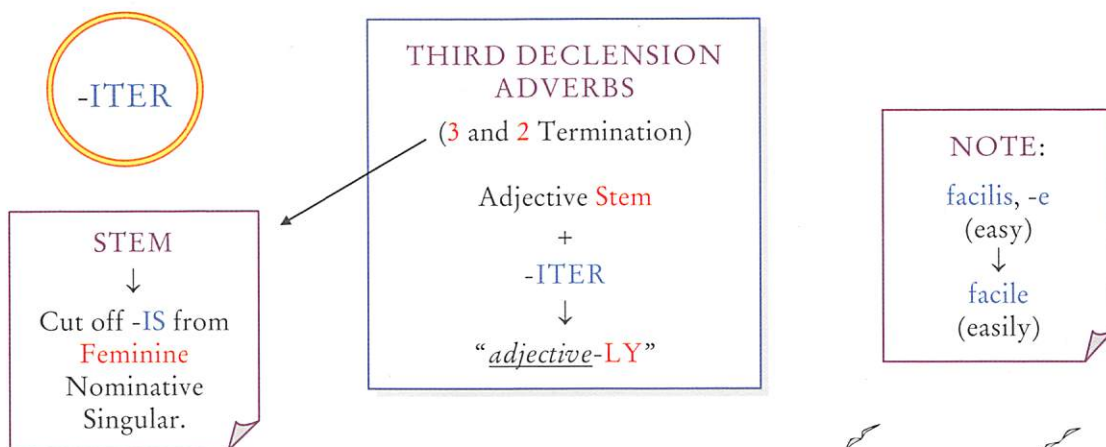 -ITER
THIRD DECLENSION
ADVERBS
(3 and 2 Termination)
Adjective Stem
+
-ITER
↓
“adjective-LY”
STEM
↓
Cut off -IS from
Feminine
Nominative
Singular.
NOTE:
facilis, -e
(easy)
↓
facile
(easily)